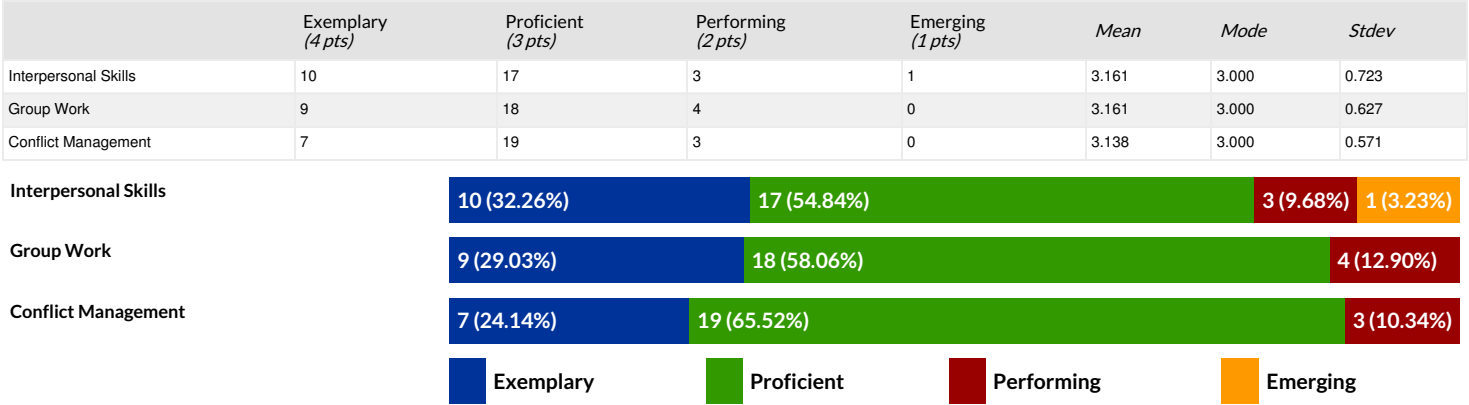 Exemplary Proficient Performing Emerging Mean Mode Stdev
(4 pts) (3 pts) (2 pts) (1 pts)
Interpersonal Skills 10 17 3 1 3.161 3.000 0.723
Group Work 9 18 4 0 3.161 3.000 0.627
Conflict Management 7 19 3 0 3.138 3.000 0.571
Interpersonal Skills 10 (32.26%) 17 (54.84%) 3 (9.68%) 1 (3.23%)
Group Work 9 (29.03%) 18 (58.06%) 4 (12.90%)
Conflict Management 7 (24.14%) 19 (65.52%) 3 (10.34%)
Exemplary Proficient Performing Emerging